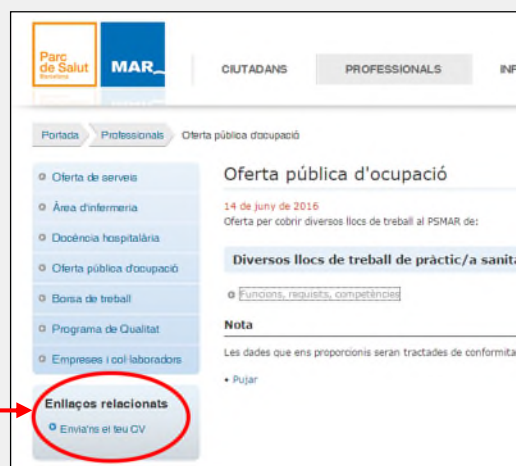 Parc
de Salut
Barcelona
MAR
CIUTADANS
PROFESSIONALS
Portada
Professionals
Oferta pública d'ocupació
Oferta de serveis
Àrea d'infermeria
Docència hospitalària
Oferta pública d'ocupació
Borsa de treball
Programa de Qualitat
Empreses i col·laboradors
Enllaços relacionats
Envia'ns el teu CV
Oferta pública d'ocupació
14 de juny de 2016
Oferta per cobrir diversos llocs de treball al PSMAR de:
Diversos llocs de treball de pràctic/a
Funcions, requisits, competències
Nota
Les dades que ens proporcionis seran tractades de
Pujar